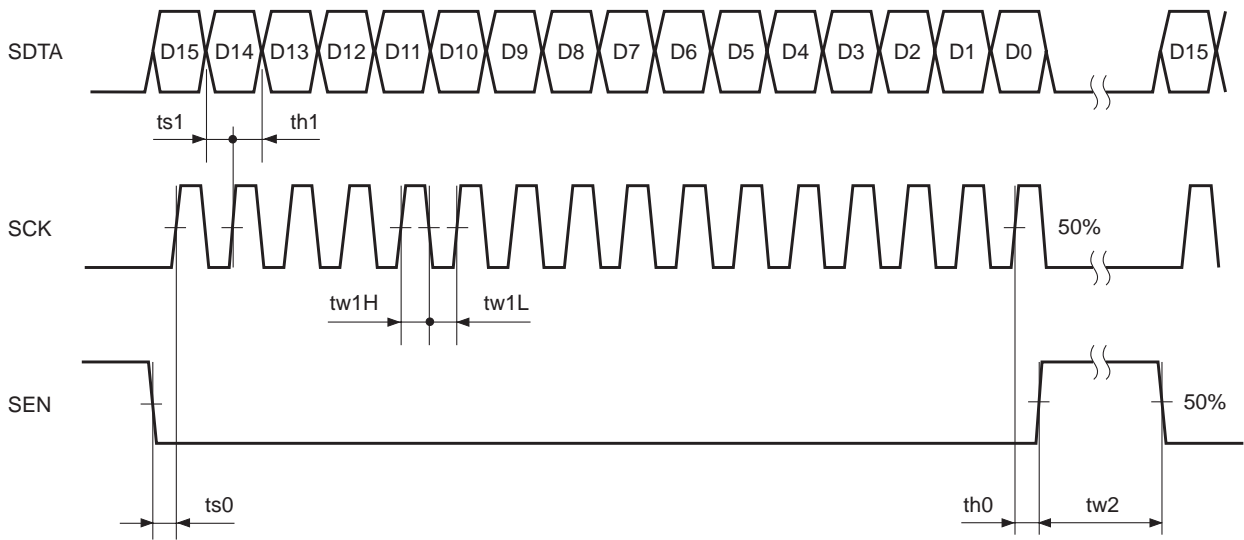 SDTA D15 D14 D13 D12 D11 D10 D9 D8 D7 D6 D5 D4 D3 D2 D1 D0 D15
ts1 th1
SCK 50%
tw1H tw1L
SEN 50%
ts0 th0 tw2